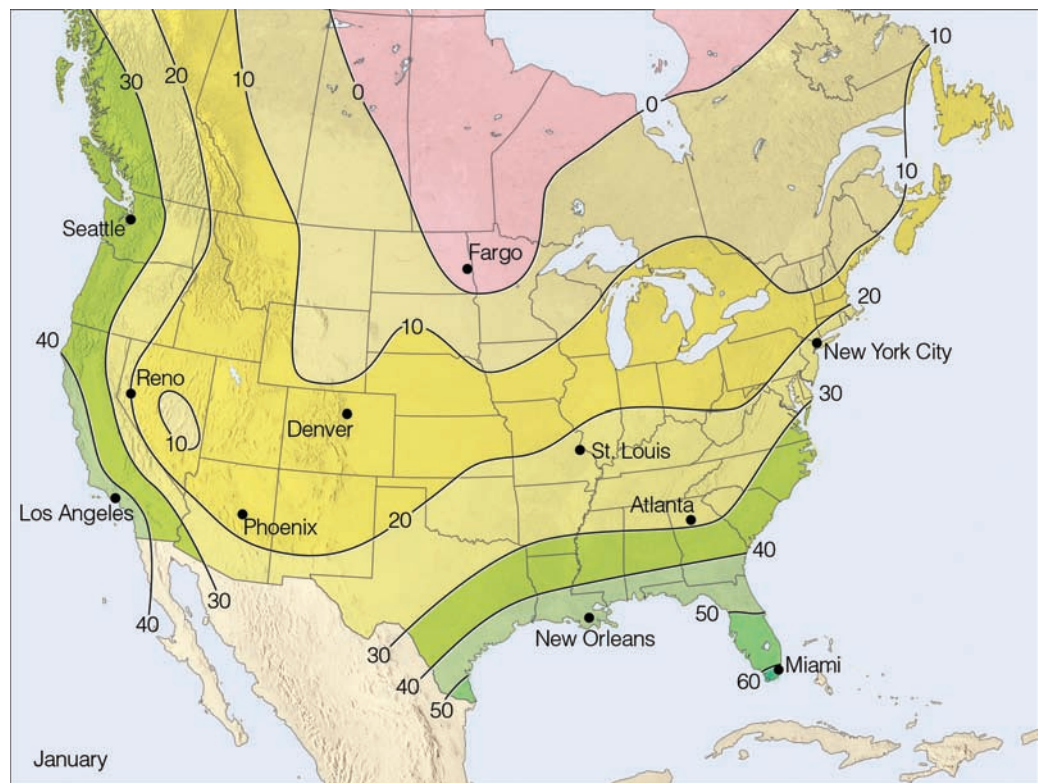 10
30
20
10
0
0
10
Seattle
Fargo
20
40
10
New York City
Reno
30
Denver
10
St. Louis
Los Angeles
Phoenix
20
Atlanta
40
30
40
50
New Orleans
30
Miami
40
60
50
January